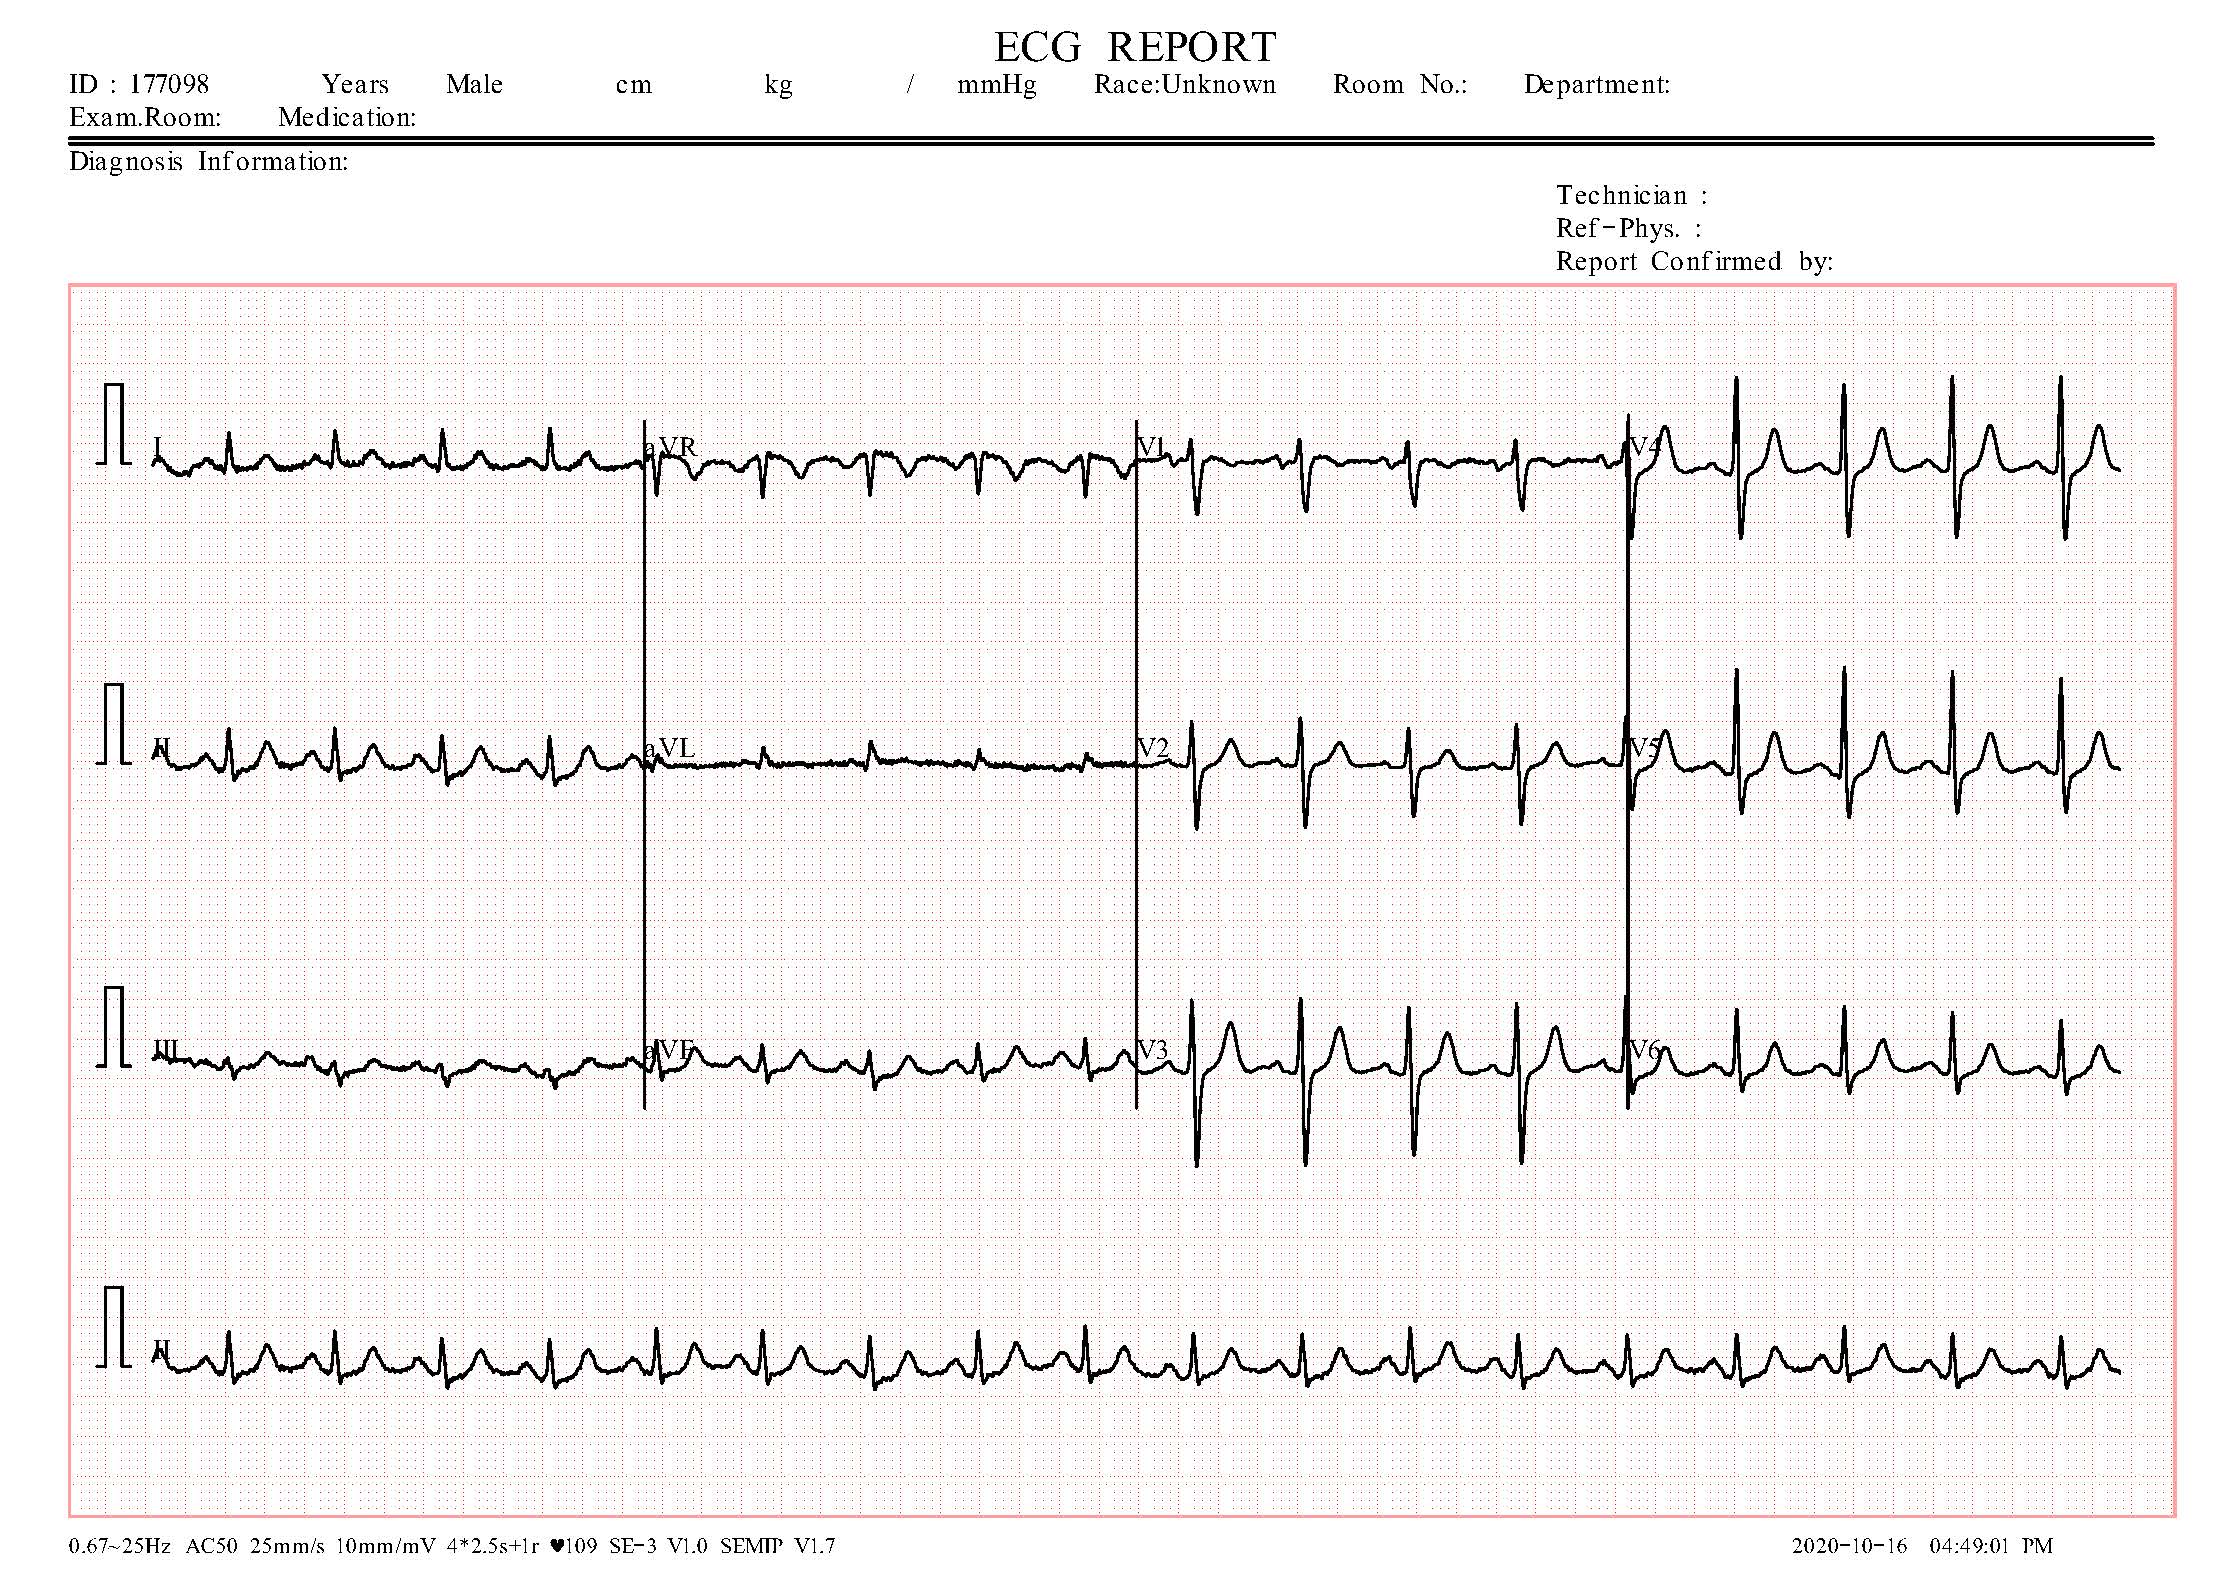 ECG REPORT
ID : 177098 Years Male cm kg / mmHg Race:Unknown Room No.: Department:
Exam.Room: Medication:
Diagnosis Information:
Technician :
Ref-Phys. :
Report Confirmed by:
I aVR V1 V4
II aVL V2 V5
III aVF V3 V6
II
0.67~25Hz AC50 25mm/s 10mm/mV 4*2.5s+1r ♥109 SE-3 V1.0 SEMIP V1.7 2020-10-16 04:49:01 PM